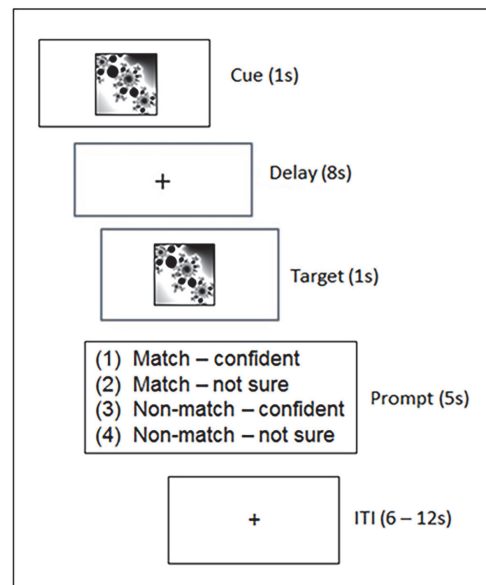 Cue (1s)
+
Delay (8s)
Target (1s)
(1) Match – confident
(2) Match – not sure
(3) Non-match – confident
(4) Non-match – not sure
Prompt (5s)
+
ITI (6 – 12s)